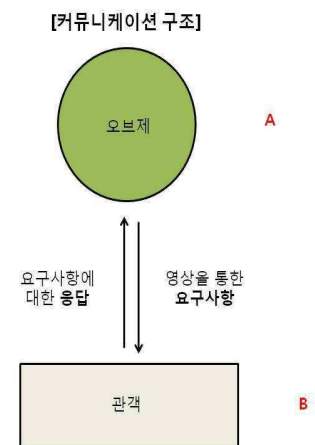 [커뮤니케이션 구조]
오브제
A
요구사항에
대한 응답
영상을 통한
요구사항
관객
B